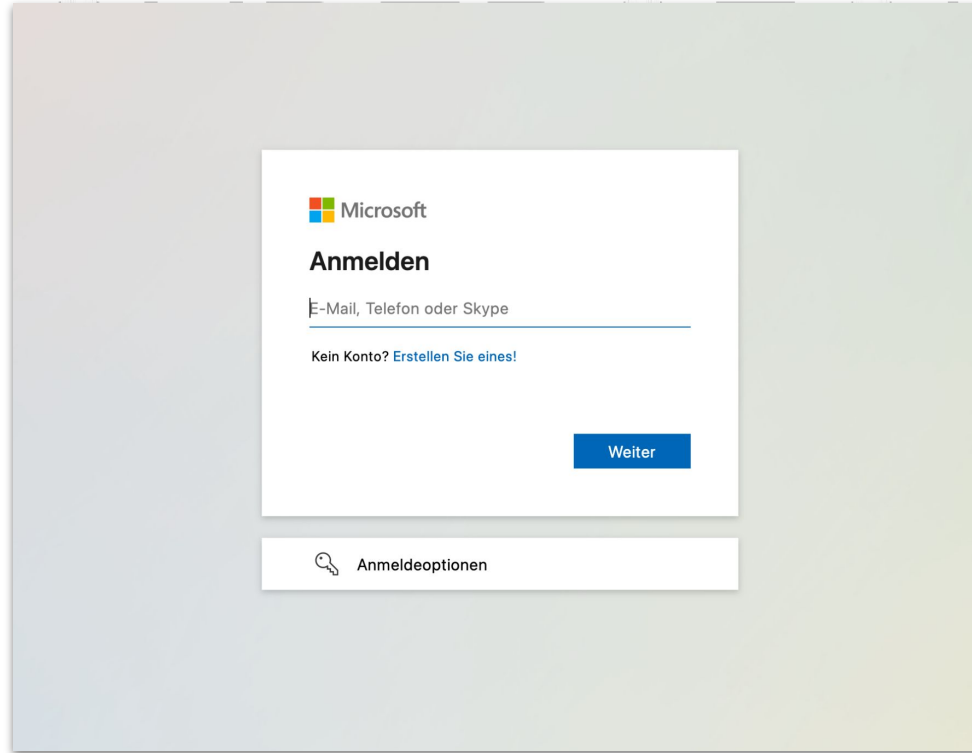 Microsoft
Anmelden
E-Mail, Telefon oder Skype
Kein Konto? Erstellen Sie eines!
Weiter
Anmeldeoptionen